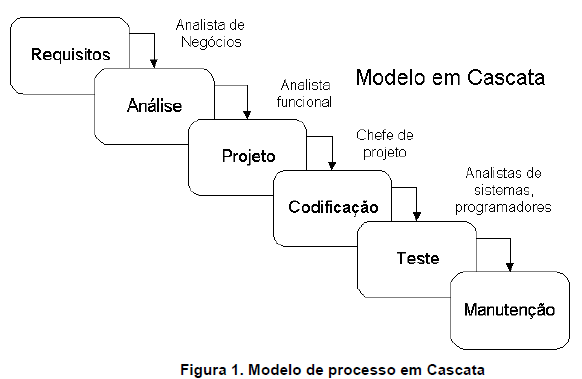 Requisitos
Analista de
Negócios
Análise
Analista
funcional
Modelo em Cascata
Projeto
Chefe de
projeto
Codificação
Analistas de
sistemas,
programadores
Teste
Manutenção
Figura 1. Modelo de processo em Cascata